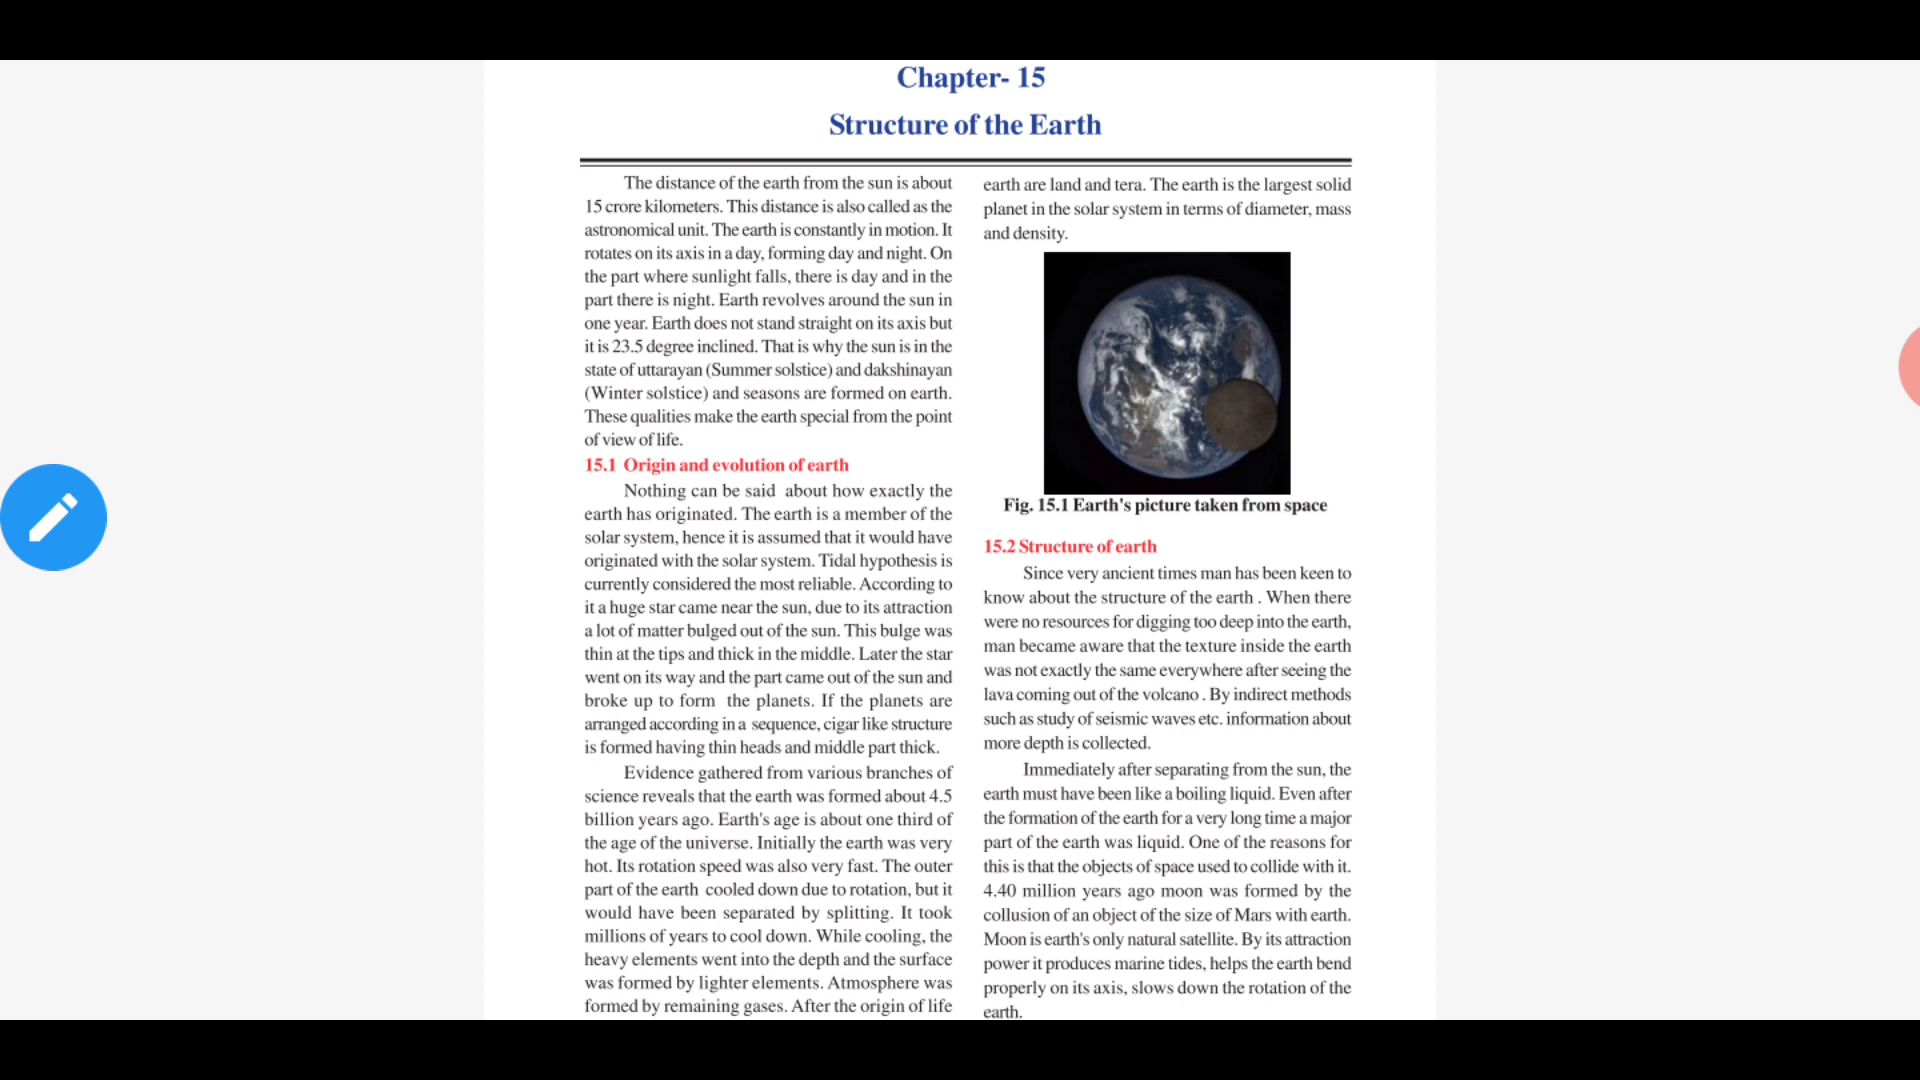 Chapter- 15
Structure of the Earth
The distance of the earth from the sun is about
15 crore kilometers. This distance is also called as the
astronomical unit. The earth is constantly in motion. It
rotates on its axis in a day, forming day and night. On
the part where sunlight falls, there is day and in the
part there is night. Earth revolves around the sun in
one year. Earth does not stand straight on its axis but
it is 23.5 degree inclined. That is why the sun is in the
state of uttarayan (Summer solstice) and dakshinayan
(Winter solstice) and seasons are formed on earth.
These qualities make the earth special from the point
of view of life.
15.1 Origin and evolution of earth
Nothing can be said about how exactly the
earth has originated. The earth is a member of the
solar system, hence it is assumed that it would have
originated with the solar system. Tidal hypothesis is
currently considered the most reliable. According to
it a huge star came near the sun, due to its attraction
a lot of matter bulged out of the sun. This bulge was
thin at the tips and thick in the middle. Later the star
went on its way and the part came out of the sun and
broke up to form the planets. If the planets are
arranged according in a sequence, cigar like structure
is formed having thin heads and middle part thick.
Evidence gathered from various branches of
science reveals that the earth was formed about 4.5
billion years ago. Earth's age is about one third of
the age of the universe. Initially the earth was very
hot. Its rotation speed was also very fast. The outer
part of the earth cooled down due to rotation, but it
would have been separated by splitting. It took
millions of years to cool down. While cooling, the
heavy elements went into the depth and the surface
was formed by lighter elements. Atmosphere was
formed by remaining gases. After the origin of life
earth are land and tera. The earth is the largest solid
planet in the solar system in terms of diameter, mass
and density.
Fig. 15.1 Earth's picture taken from space
15.2 Structure of earth
Since very ancient times man has been keen to
know about the structure of the earth . When there
were no resources for digging too deep into the earth,
man became aware that the texture inside the earth
was not exactly the same everywhere after seeing the
lava coming out of the volcano . By indirect methods
such as study of seismic waves etc. information about
more depth is collected.
Immediately after separating from the sun, the
earth must have been like a boiling liquid. Even after
the formation of the earth for a very long time a major
part of the earth was liquid. One of the reasons for
this is that the objects of space used to collide with it.
4.40 million years ago moon was formed by the
collusion of an object of the size of Mars with earth.
Moon is earth's only natural satellite. By its attraction
power it produces marine tides, helps the earth bend
properly on its axis, slows down the rotation of the
earth.